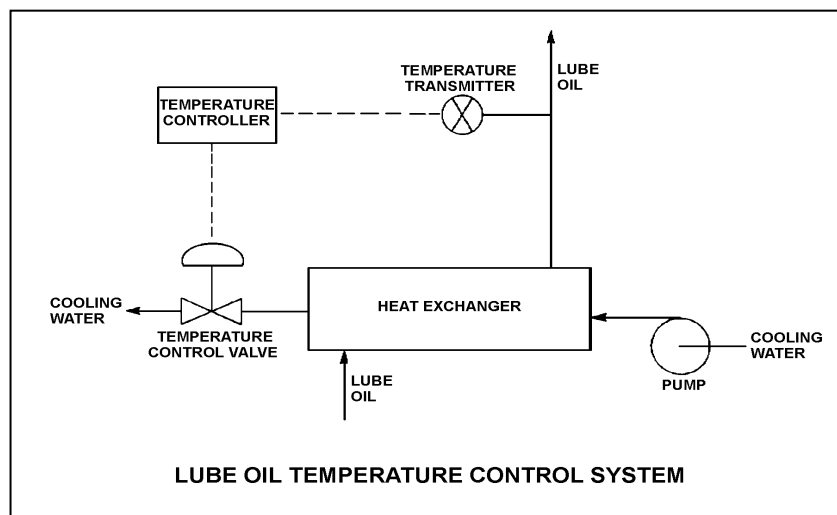 TEMPERATURE
TRANSMITTER
LUBE
OIL
TEMPERATURE
CONTROLLER
HEAT EXCHANGER
COOLING
WATER
TEMPERATURE
CONTROL VALVE
COOLING
WATER
PUMP
LUBE
OIL
LUBE OIL TEMPERATURE CONTROL SYSTEM